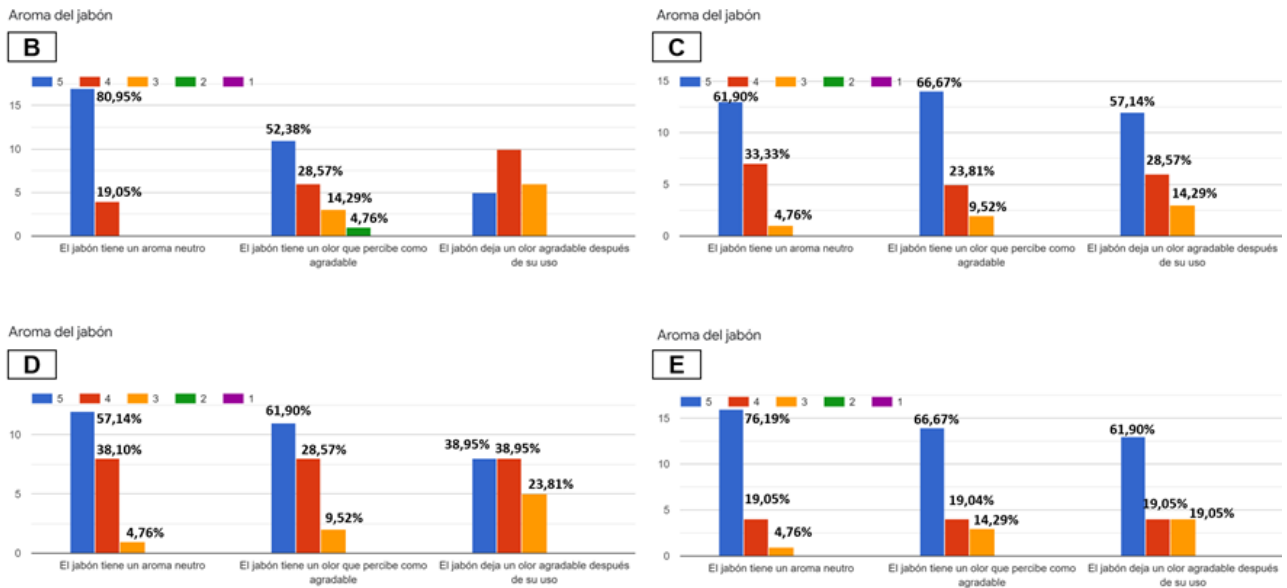 Aroma del jabón
B
5 4 3 2 1
15
10
5
0
80,95%
19,05%
52,38%
28,57%
14,29%
4,76%
El jabón tiene un aroma neutro
El jabón tiene un olor que percibe como
agradable
El jabón deja un olor agradable después
de su uso
Aroma del jabón
C
5 4 3 2 1
15
10
5
0
61,90%
33,33%
4,76%
66,67%
23,81%
9,52%
57,14%
28,57%
14,29%
El jabón tiene un aroma neutro
El jabón tiene un olor que percibe como
agradable
El jabón deja un olor agradable después
de su uso
Aroma del jabón
D
5 4 3 2 1
10
5
0
57,14%
38,10%
4,76%
61,90%
28,57%
9,52%
38,95%
38,95%
23,81%
El jabón tiene un aroma neutro
El jabón tiene un olor que percibe como
agradable
El jabón deja un olor agradable después
de su uso
Aroma del jabón
E
5 4 3 2 1
15
10
5
0
76,19%
19,05%
4,76%
66,67%
19,04%
14,29%
61,90%
19,05%
19,05%
El jabón tiene un aroma neutro
El jabón tiene un olor que percibe como
agradable
El jabón deja un olor agradable después
de su uso